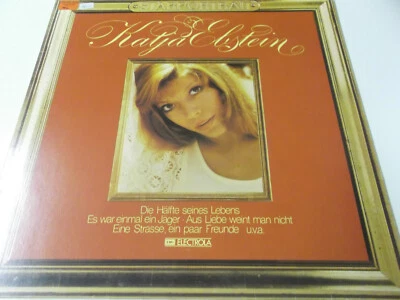 Katja Ebstein
Die Hälfte seines Lebens
Es war einmal ein Jäger · Aus Liebe weint man nicht
Eine Strasse, ein paar Freunde u.v.a.
EMI ELECTROLA